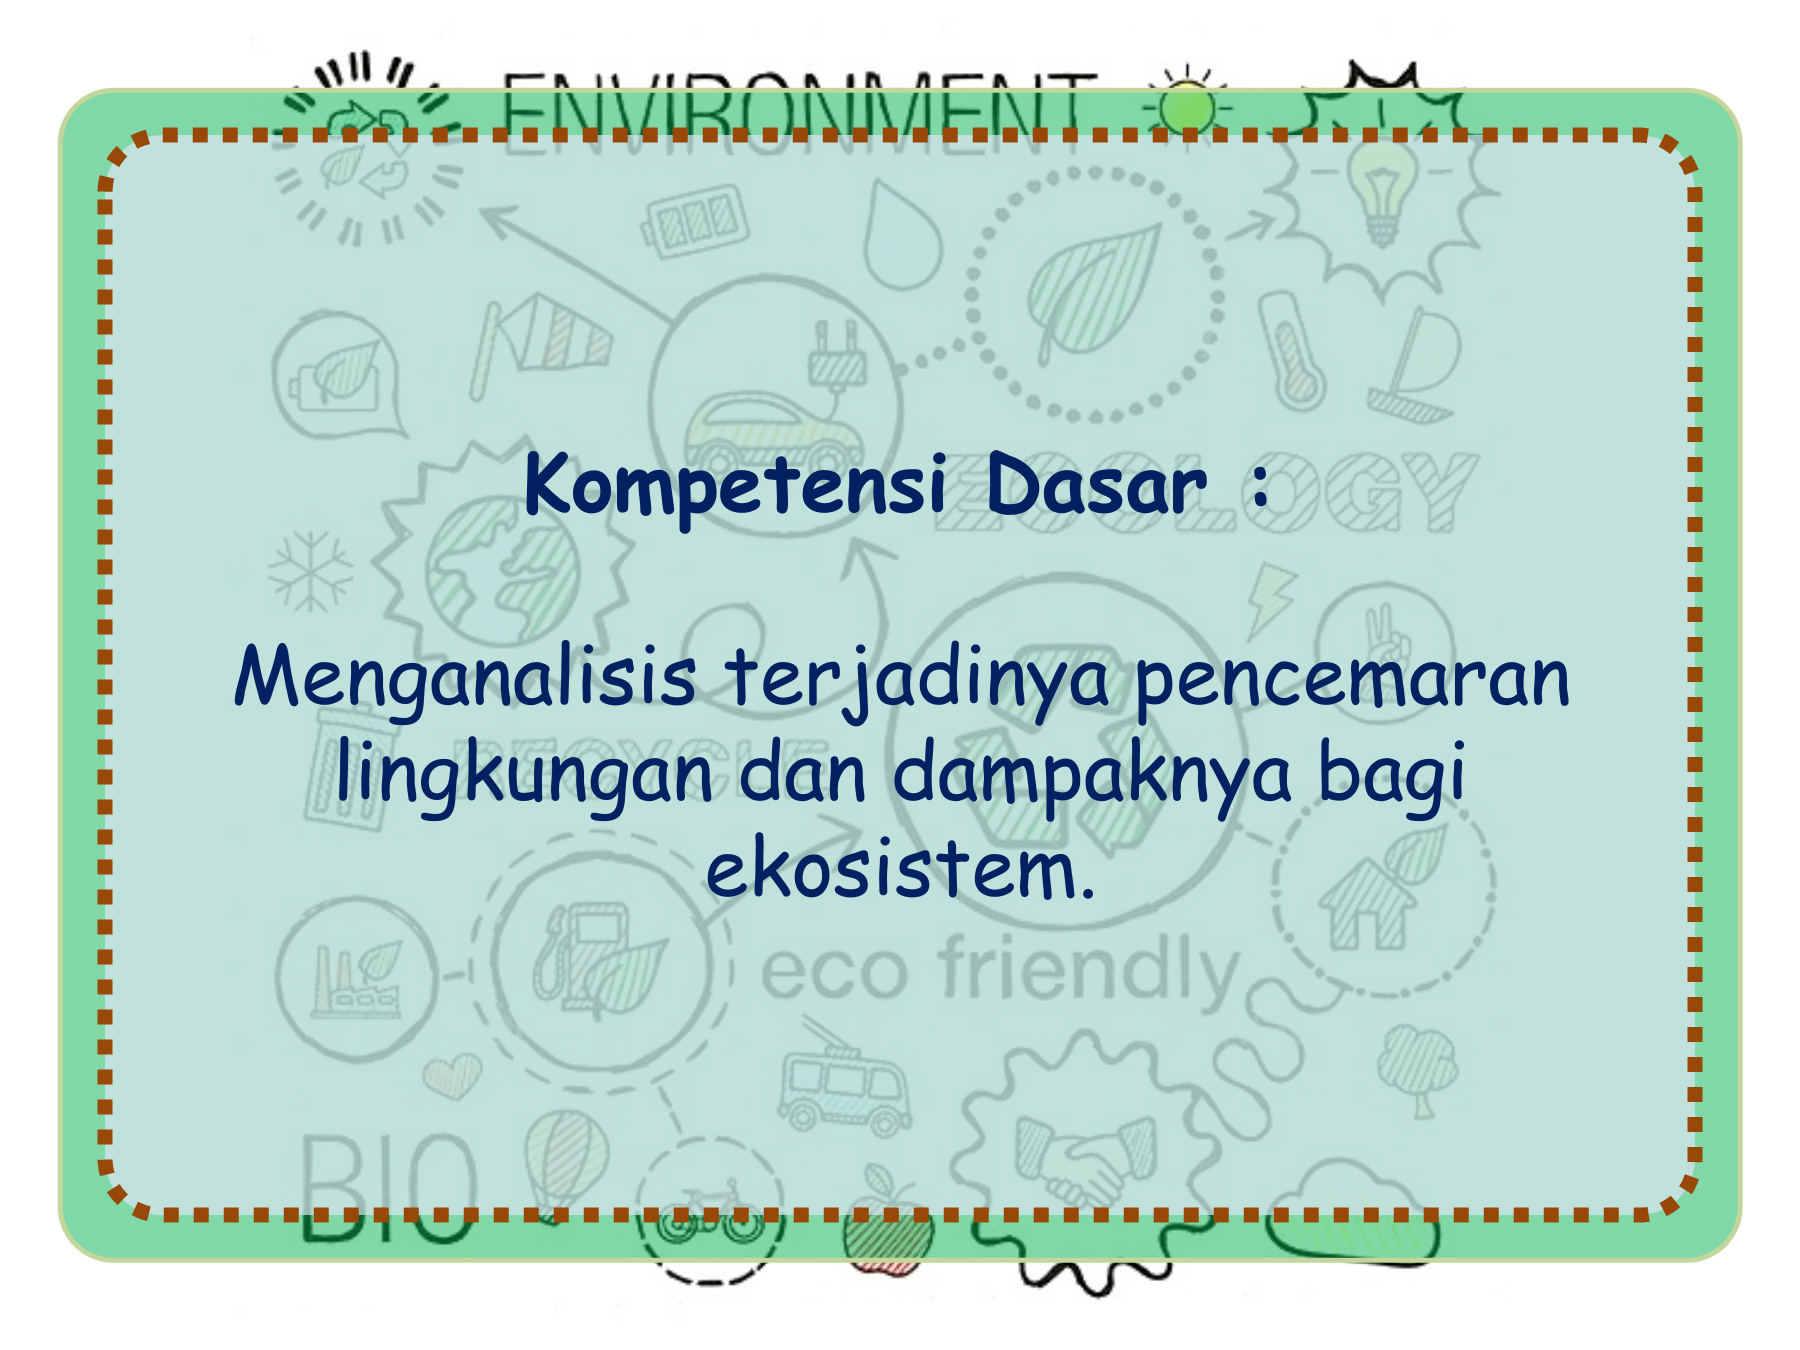 ENVIRONMENT
Kompetensi Dasar :
ECOLOGY
Menganalisis terjadinya pencemaran
lingkungan dan dampaknya bagi
RECYCLE
ekosistem.
eco friendly
BIO